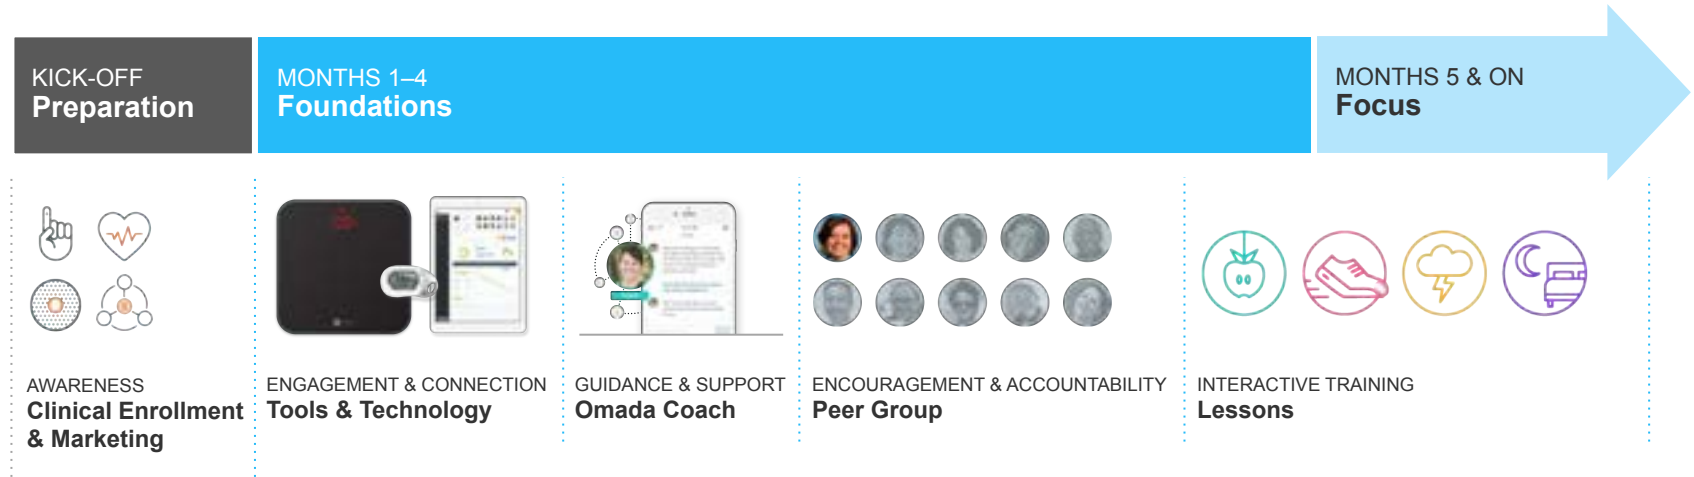 KICK-OFF
Preparation
MONTHS 1–4
Foundations
MONTHS 5 & ON
Focus
AWARENESS
Clinical Enrollment
& Marketing
ENGAGEMENT & CONNECTION
Tools & Technology
GUIDANCE & SUPPORT
Omada Coach
ENCOURAGEMENT & ACCOUNTABILITY
Peer Group
INTERACTIVE TRAINING
Lessons